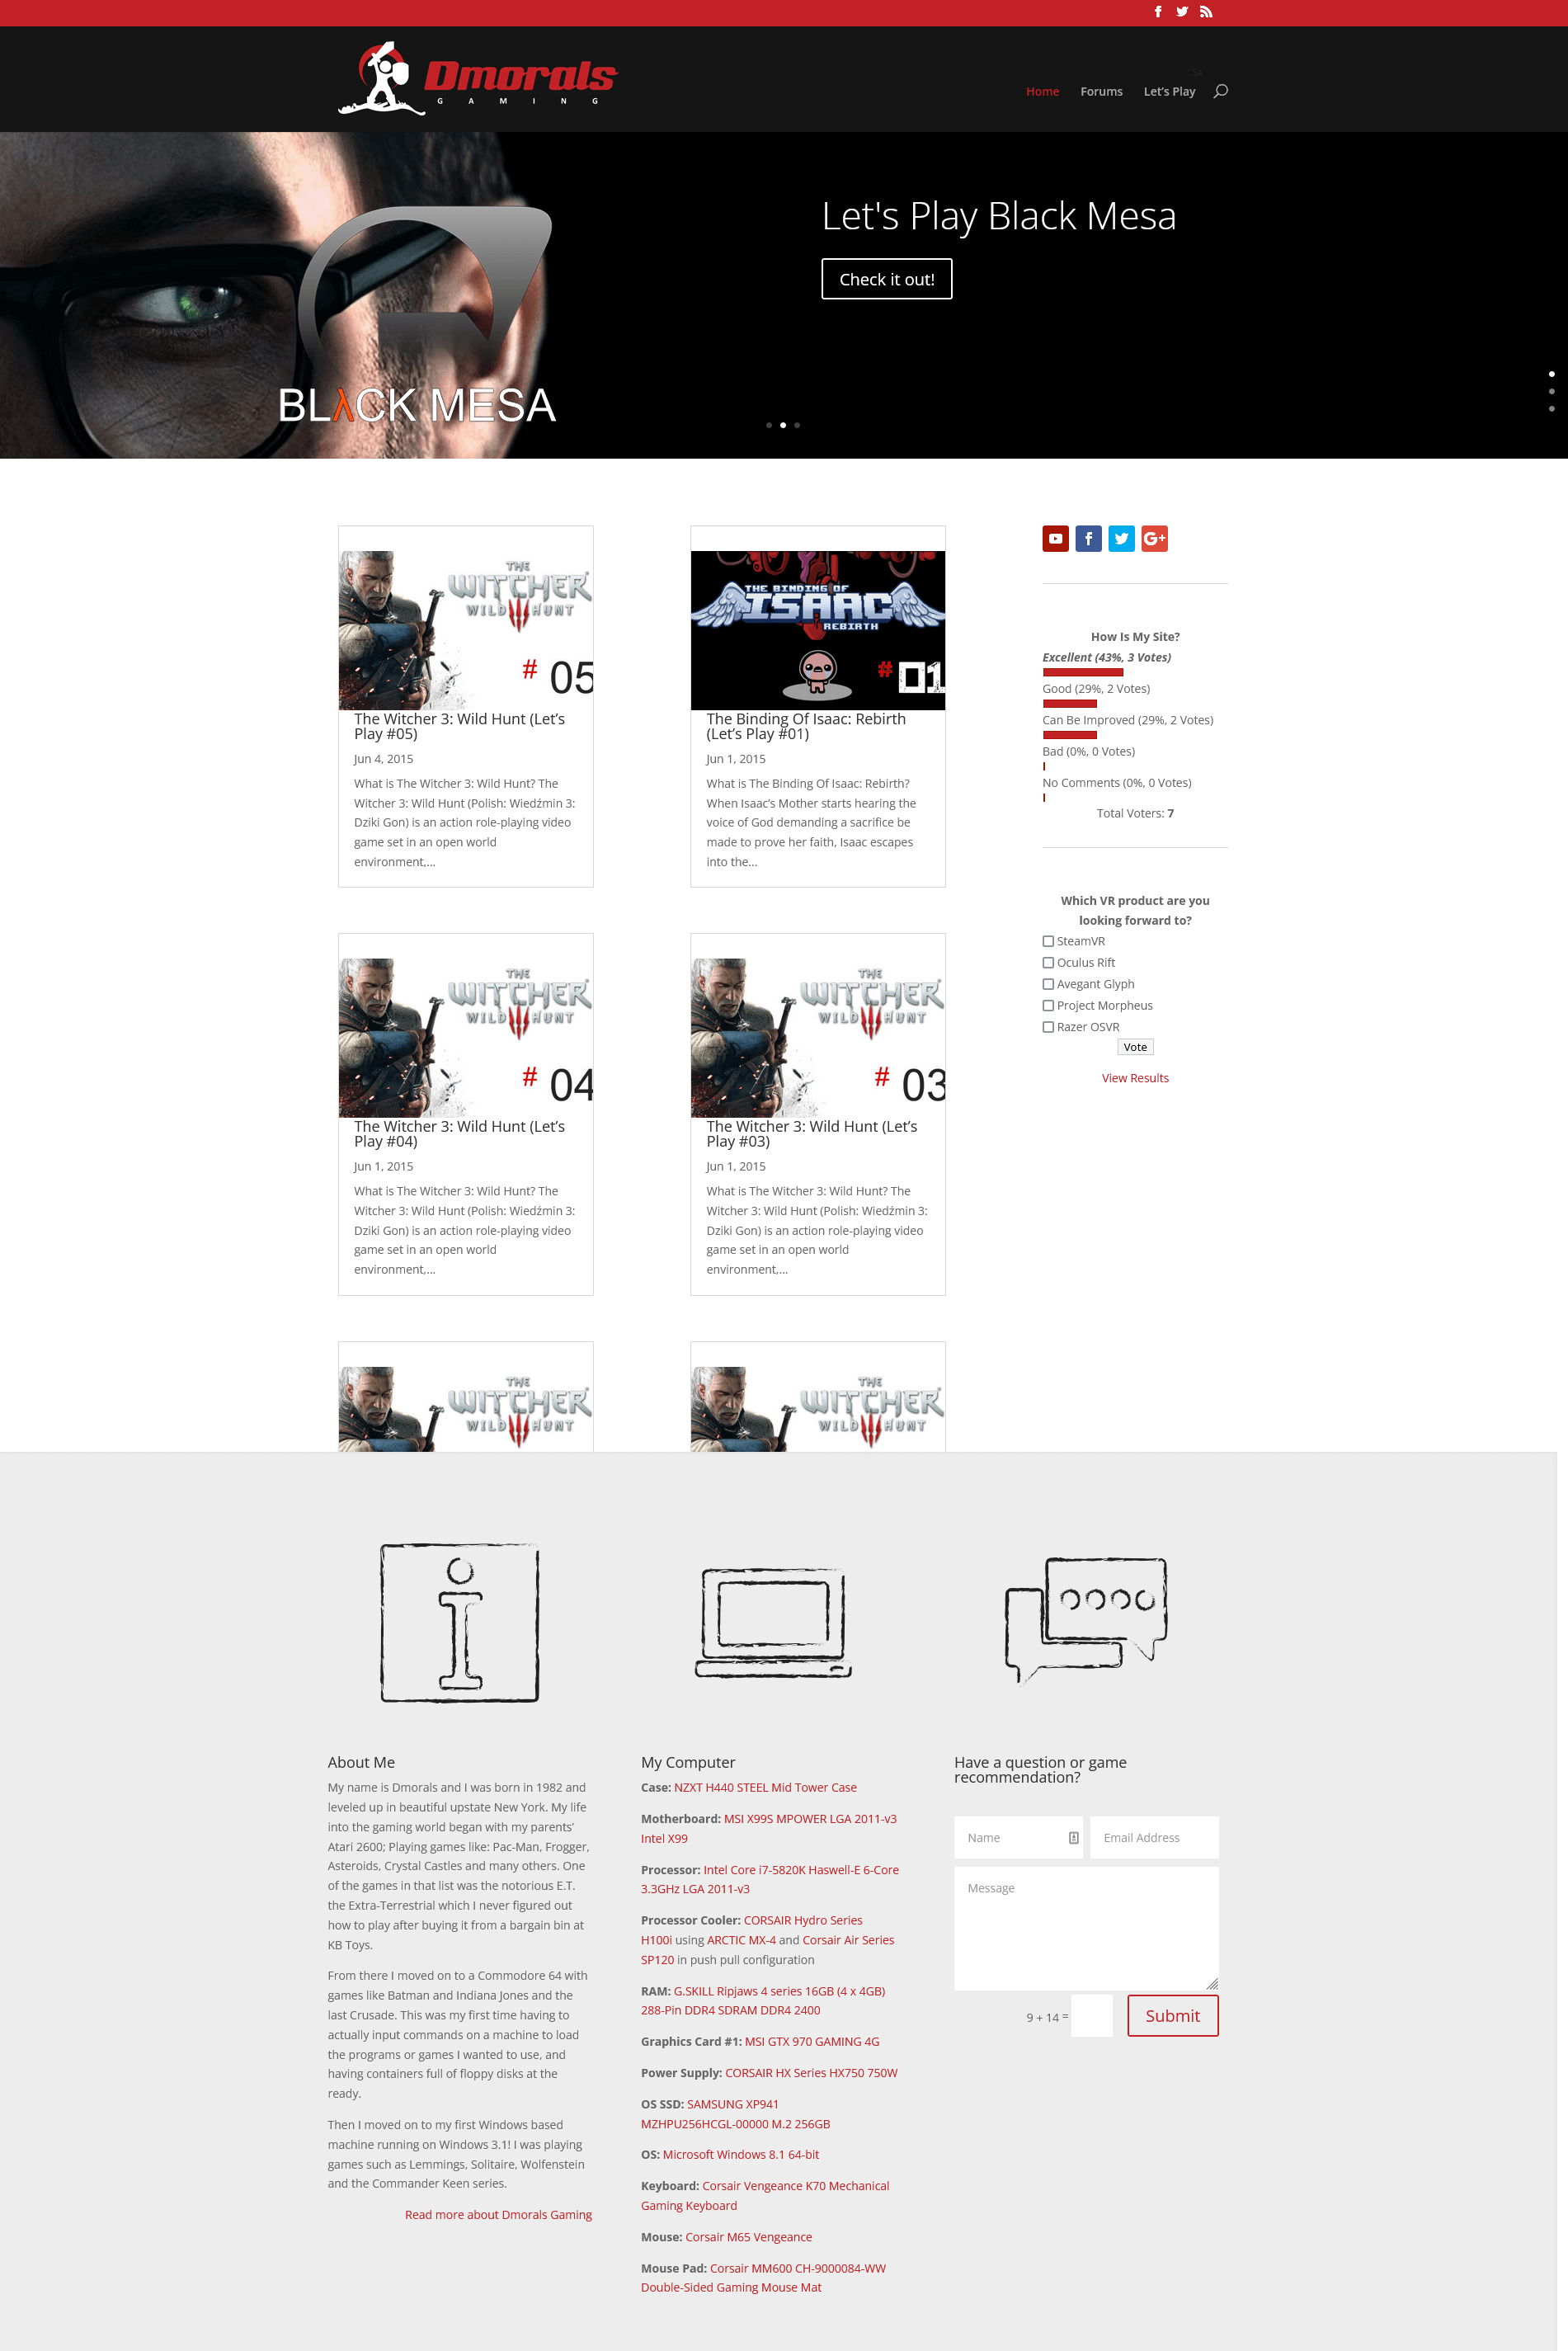 Dmorals
GAMING
Home
Forums
Let's Play
Let's Play Black Mesa
Check it out!
BLλCK MESA
THE
WITCHER
WILD HUNT
# 05
The Witcher 3: Wild Hunt (Let's
Play #05)
Jun 4, 2015
What is The Witcher 3: Wild Hunt? The
Witcher 3: Wild Hunt (Polish: Wiedźmin 3:
Dziki Gon) is an action role-playing video
game set in an open world
environment,...
THE BINDING OF
ISAAC
REBIRTH
#01
The Binding Of Isaac: Rebirth
(Let's Play #01)
Jun 1, 2015
What is The Binding Of Isaac: Rebirth?
When Isaac's Mother starts hearing the
voice of God demanding a sacrifice be
made to prove her faith, Isaac escapes
into the...
THE
WITCHER
WILD HUNT
# 04
The Witcher 3: Wild Hunt (Let's
Play #04)
Jun 1, 2015
What is The Witcher 3: Wild Hunt? The
Witcher 3: Wild Hunt (Polish: Wiedźmin 3:
Dziki Gon) is an action role-playing video
game set in an open world
environment,...
THE
WITCHER
WILD HUNT
# 03
The Witcher 3: Wild Hunt (Let's
Play #03)
Jun 1, 2015
What is The Witcher 3: Wild Hunt? The
Witcher 3: Wild Hunt (Polish: Wiedźmin 3:
Dziki Gon) is an action role-playing video
game set in an open world
environment,...
THE
WITCHER
WILD HUNT
THE
WITCHER
WILD HUNT
G+
How Is My Site?
Excellent (43%, 3 Votes)
Good (29%, 2 Votes)
Can Be Improved (29%, 2 Votes)
Bad (0%, 0 Votes)
No Comments (0%, 0 Votes)
Total Voters: 7
Which VR product are you
looking forward to?
SteamVR
Oculus Rift
Avegant Glyph
Project Morpheus
Razer OSVR
Vote
View Results
About Me
My name is Dmorals and I was born in 1982 and
leveled up in beautiful upstate New York. My life
into the gaming world began with my parents'
Atari 2600; Playing games like: Pac-Man, Frogger,
Asteroids, Crystal Castles and many others. One
of the games in that list was the notorious E.T.
the Extra-Terrestrial which I never figured out
how to play after buying it from a bargain bin at
KB Toys.
From there I moved on to a Commodore 64 with
games like Batman and Indiana Jones and the
last Crusade. This was my first time having to
actually input commands on a machine to load
the programs or games I wanted to use, and
having containers full of floppy disks at the
ready.
Then I moved on to my first Windows based
machine running on Windows 3.1! I was playing
games such as Lemmings, Solitaire, Wolfenstein
and the Commander Keen series.
Read more about Dmorals Gaming
My Computer
Case: NZXT H440 STEEL Mid Tower Case
Motherboard: MSI X99S MPOWER LGA 2011-v3
Intel X99
Processor: Intel Core i7-5820K Haswell-E 6-Core
3.3GHz LGA 2011-v3
Processor Cooler: CORSAIR Hydro Series
H100i using ARCTIC MX-4 and Corsair Air Series
SP120 in push pull configuration
RAM: G.SKILL Ripjaws 4 series 16GB (4 x 4GB)
288-Pin DDR4 SDRAM DDR4 2400
Graphics Card #1: MSI GTX 970 GAMING 4G
Power Supply: CORSAIR HX Series HX750 750W
OS SSD: SAMSUNG XP941
MZHPU256HCGL-00000 M.2 256GB
OS: Microsoft Windows 8.1 64-bit
Keyboard: Corsair Vengeance K70 Mechanical
Gaming Keyboard
Mouse: Corsair M65 Vengeance
Mouse Pad: Corsair MM600 CH-9000084-WW
Double-Sided Gaming Mouse Mat
Have a question or game
recommendation?
Name
Email Address
Message
9 + 14 =
Submit